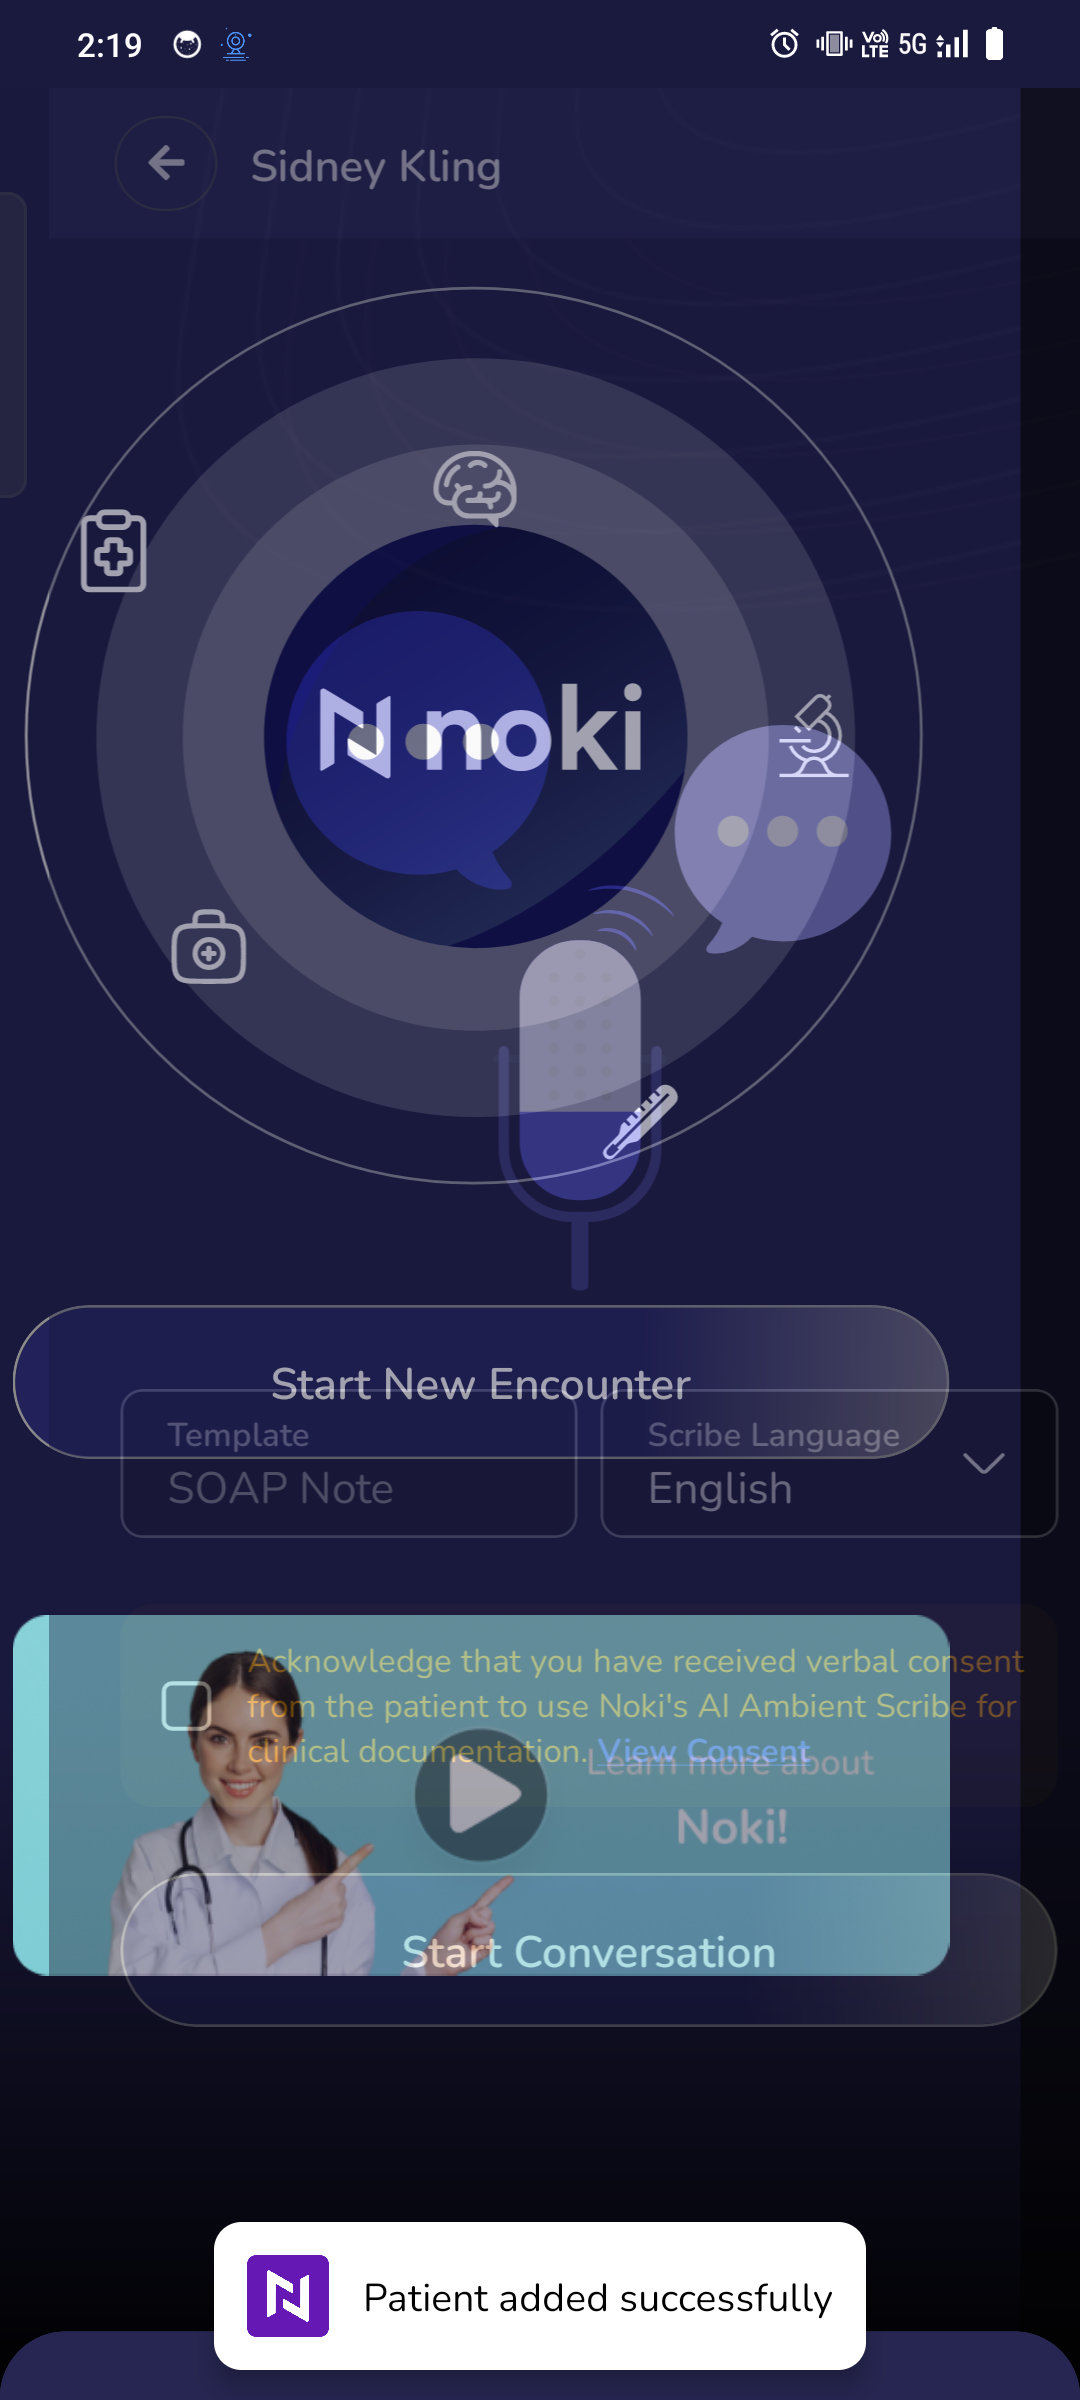 2:19
Vo)) LTE 5G
Sidney Kling
noki
Start New Encounter
Template
SOAP Note
Scribe Language
English
Acknowledge that you have received verbal consent
from the patient to use Noki's AI Ambient Scribe for
clinical documentation. View Consent
Learn more about
Noki!
Start Conversation
Patient added successfully